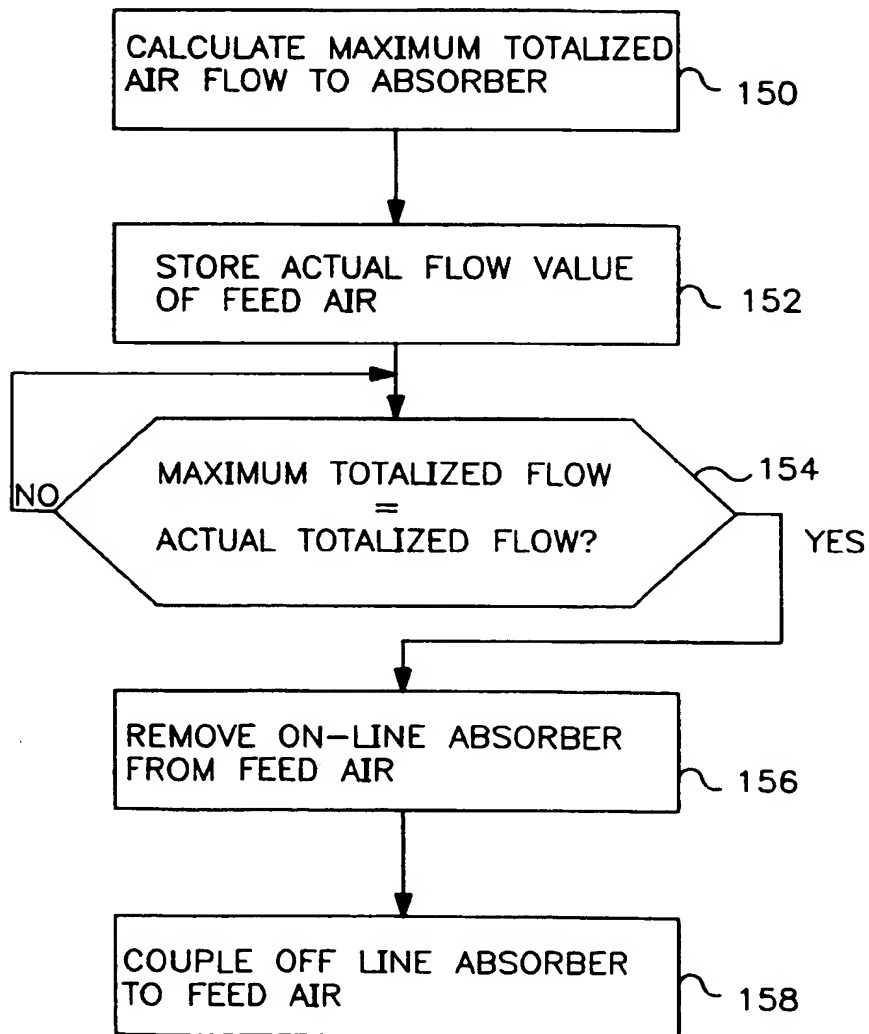 CALCULATE MAXIMUM TOTALIZED
AIR FLOW TO ABSORBER
150
STORE ACTUAL FLOW VALUE
OF FEED AIR
152
MAXIMUM TOTALIZED FLOW
=
ACTUAL TOTALIZED FLOW?
154
NO
YES
REMOVE ON-LINE ABSORBER
FROM FEED AIR
156
COUPLE OFF LINE ABSORBER
TO FEED AIR
158